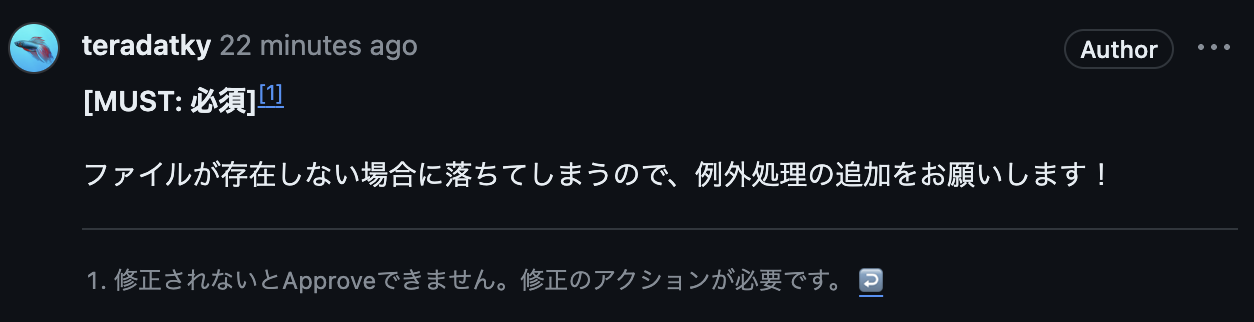 teradatky 22 minutes ago
Author
[MUST: 必須][1]
ファイルが存在しない場合に落ちてしまうので、例外処理の追加をお願いします！
1. 修正されないとApproveできません。修正のアクションが必要です。 ↩